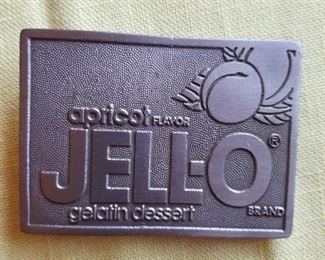 apricot FLAVOR
JELL-O®
gelatin dessert BRAND